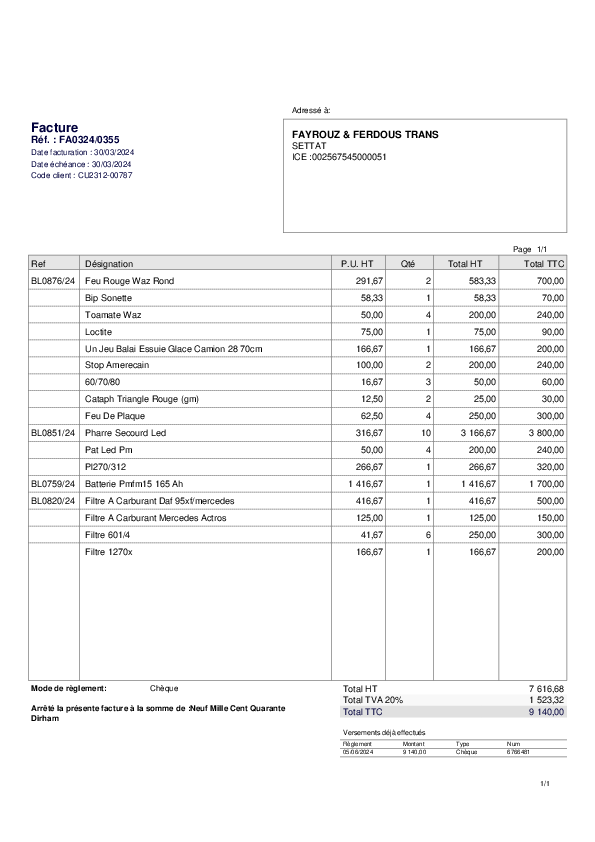 Adressé à:
Facture
Réf. : FA0324/0355
Date facturation : 30/03/2024
Date échéance : 30/03/2024
Code client : CU2312-00787
FAYROUZ & FERDOUS TRANS
SETTAT
ICE :002567545000051
Page 1/1
Ref Désignation P.U. HT Qté Total HT Total TTC
BL0876/24 Feu Rouge Waz Rond 291,67 2 583,33 700,00
Bip Sonette 58,33 1 58,33 70,00
Toamate Waz 50,00 4 200,00 240,00
Loctite 75,00 1 75,00 90,00
Un Jeu Balai Essuie Glace Camion 28 70cm 166,67 1 166,67 200,00
Stop Amerecain 100,00 2 200,00 240,00
60/70/80 16,67 3 50,00 60,00
Cataph Triangle Rouge (gm) 12,50 2 25,00 30,00
Feu De Plaque 62,50 4 250,00 300,00
BL0851/24 Pharre Secourd Led 316,67 10 3 166,67 3 800,00
Pat Led Pm 50,00 4 200,00 240,00
Pl270/312 266,67 1 266,67 320,00
BL0759/24 Batterie Pmfm15 165 Ah 1 416,67 1 1 416,67 1 700,00
BL0820/24 Filtre A Carburant Daf 95xf/mercedes 416,67 1 416,67 500,00
Filtre A Carburant Mercedes Actros 125,00 1 125,00 150,00
Filtre 601/4 41,67 6 250,00 300,00
Filtre 1270x 166,67 1 166,67 200,00
Mode de règlement: Chèque
Total HT 7 616,68
Total TVA 20% 1 523,32
Total TTC 9 140,00
Arrêté la présente facture à la somme de :Neuf Mille Cent Quarante
Dirham
Versements déjà effectués
Règlement Montant Type Num
05/06/2024 9 140,00 Chèque 6766481
1/1